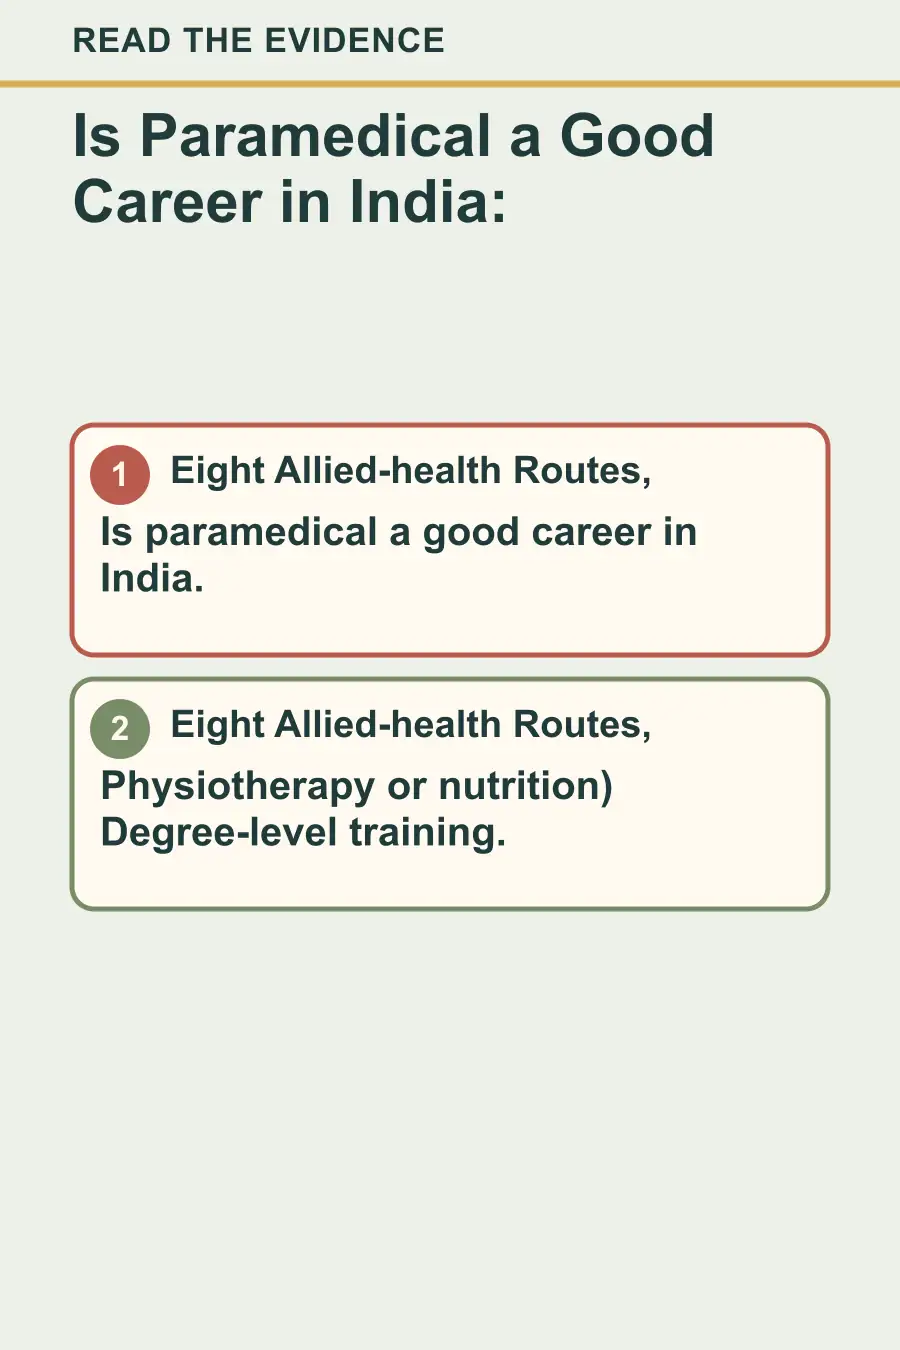 READ THE EVIDENCE
Is Paramedical a Good
Career in India:
1 Eight Allied-health Routes,
Is paramedical a good career in
India.
2 Eight Allied-health Routes,
Physiotherapy or nutrition)
Degree-level training.